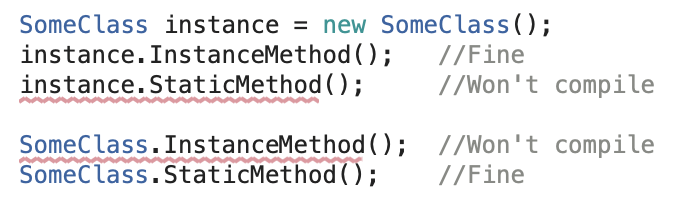 SomeClass instance = new SomeClass();
instance.InstanceMethod();   //Fine
instance.StaticMethod();     //Won't compile
SomeClass.InstanceMethod();  //Won't compile
SomeClass.StaticMethod();    //Fine